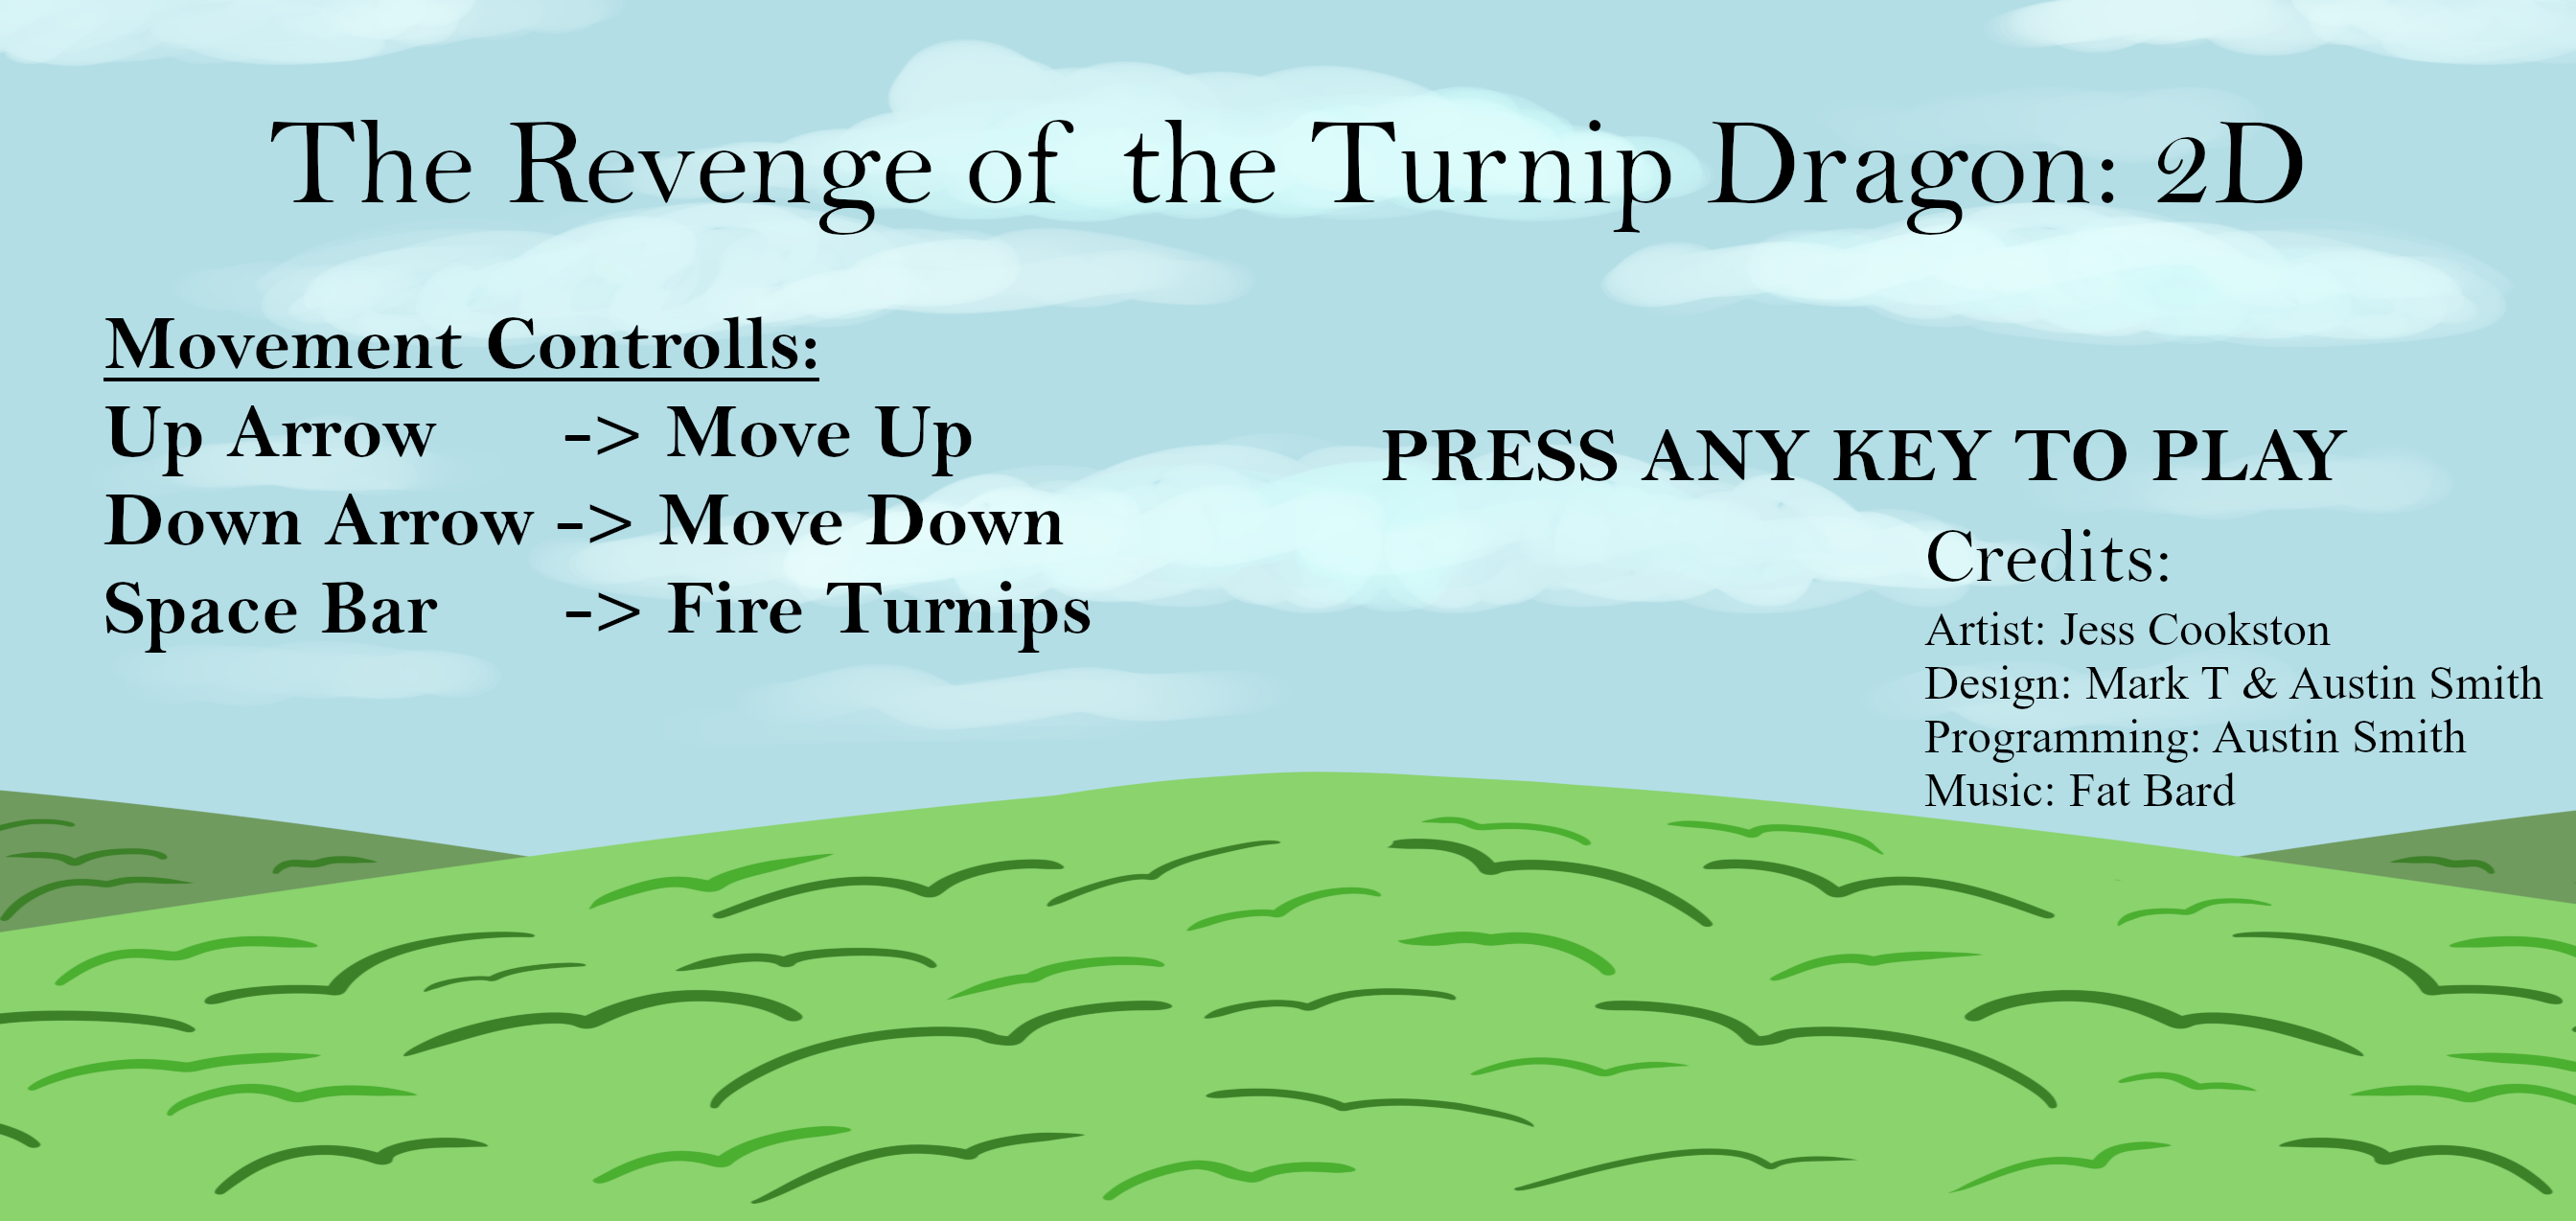 The Revenge of the Turnip Dragon: 2D
Movement Controlls:
Up Arrow -> Move Up
Down Arrow -> Move Down
Space Bar -> Fire Turnips
PRESS ANY KEY TO PLAY
Credits:
Artist: Jess Cookston
Design: Mark T & Austin Smith
Programming: Austin Smith
Music: Fat Bard